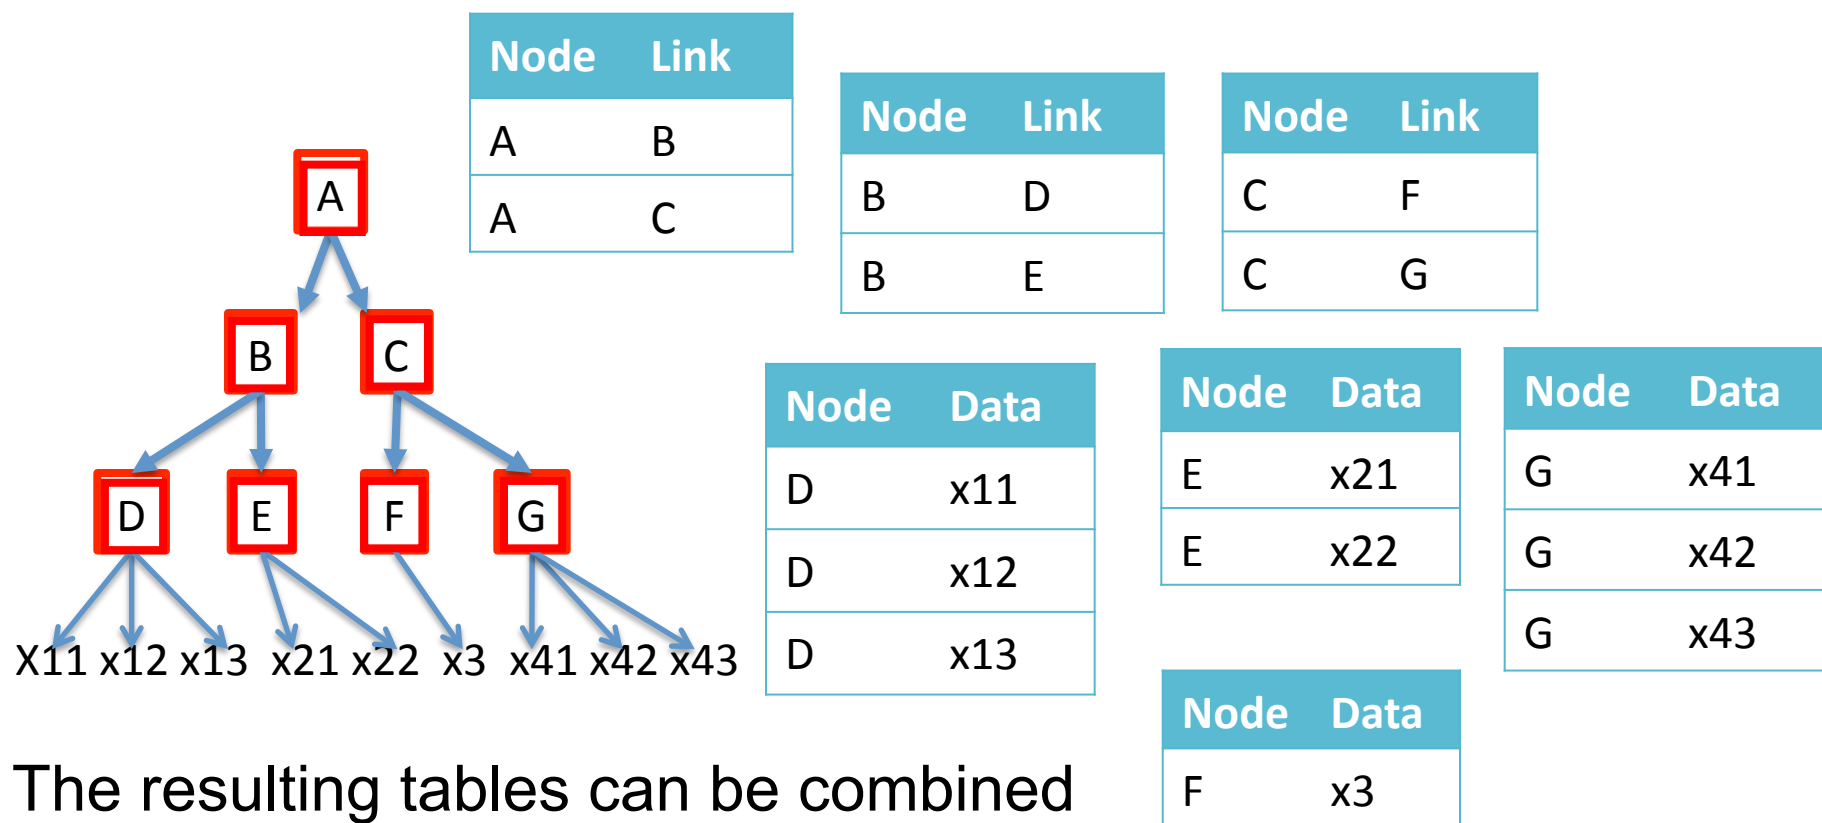 A
B C
D E F G
X11 x12 x13 x21 x22 x3 x41 x42 x43
Node Link
A B
A C
Node Link
B D
B E
Node Link
C F
C G
Node Data
D x11
D x12
D x13
Node Data
E x21
E x22
Node Data
G x41
G x42
G x43
Node Data
F x3
The resulting tables can be combined